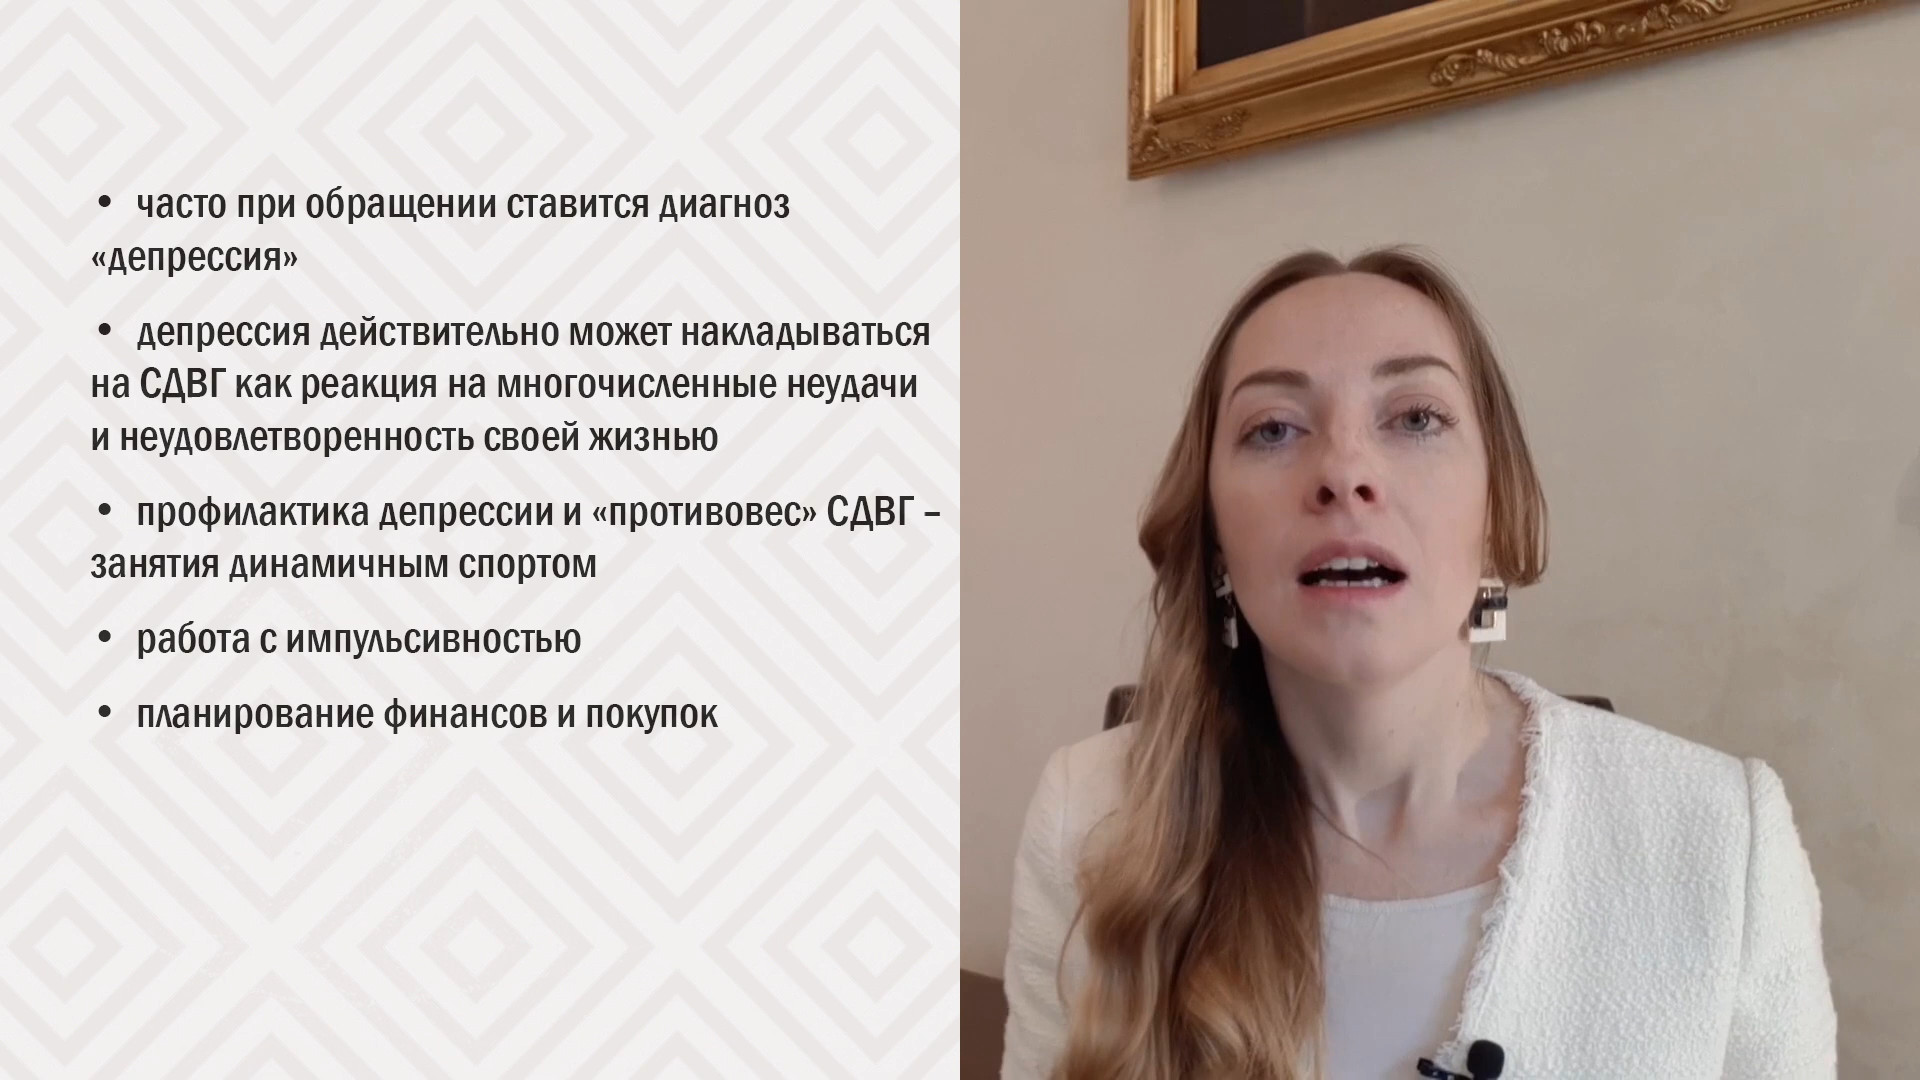 • часто при обращении ставится диагноз
«депрессия»
• депрессия действительно может накладываться
на СДВГ как реакция на многочисленные неудачи
и неудовлетворенность своей жизнью
• профилактика депрессии и «противовес» СДВГ –
занятия динамичным спортом
• работа с импульсивностью
• планирование финансов и покупок